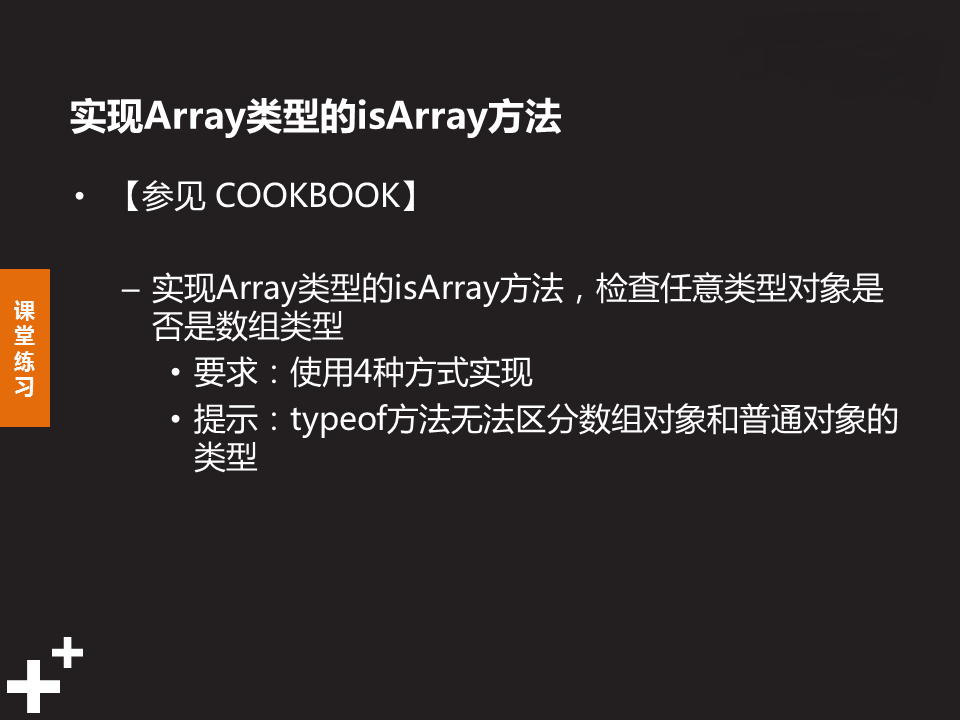 实现Array类型的isArray方法
• 【参见 COOKBOOK】
– 实现Array类型的isArray方法，检查任意类型对象是
否是数组类型
• 要求：使用4种方式实现
• 提示：typeof方法无法区分数组对象和普通对象的
类型
课
堂
练
习